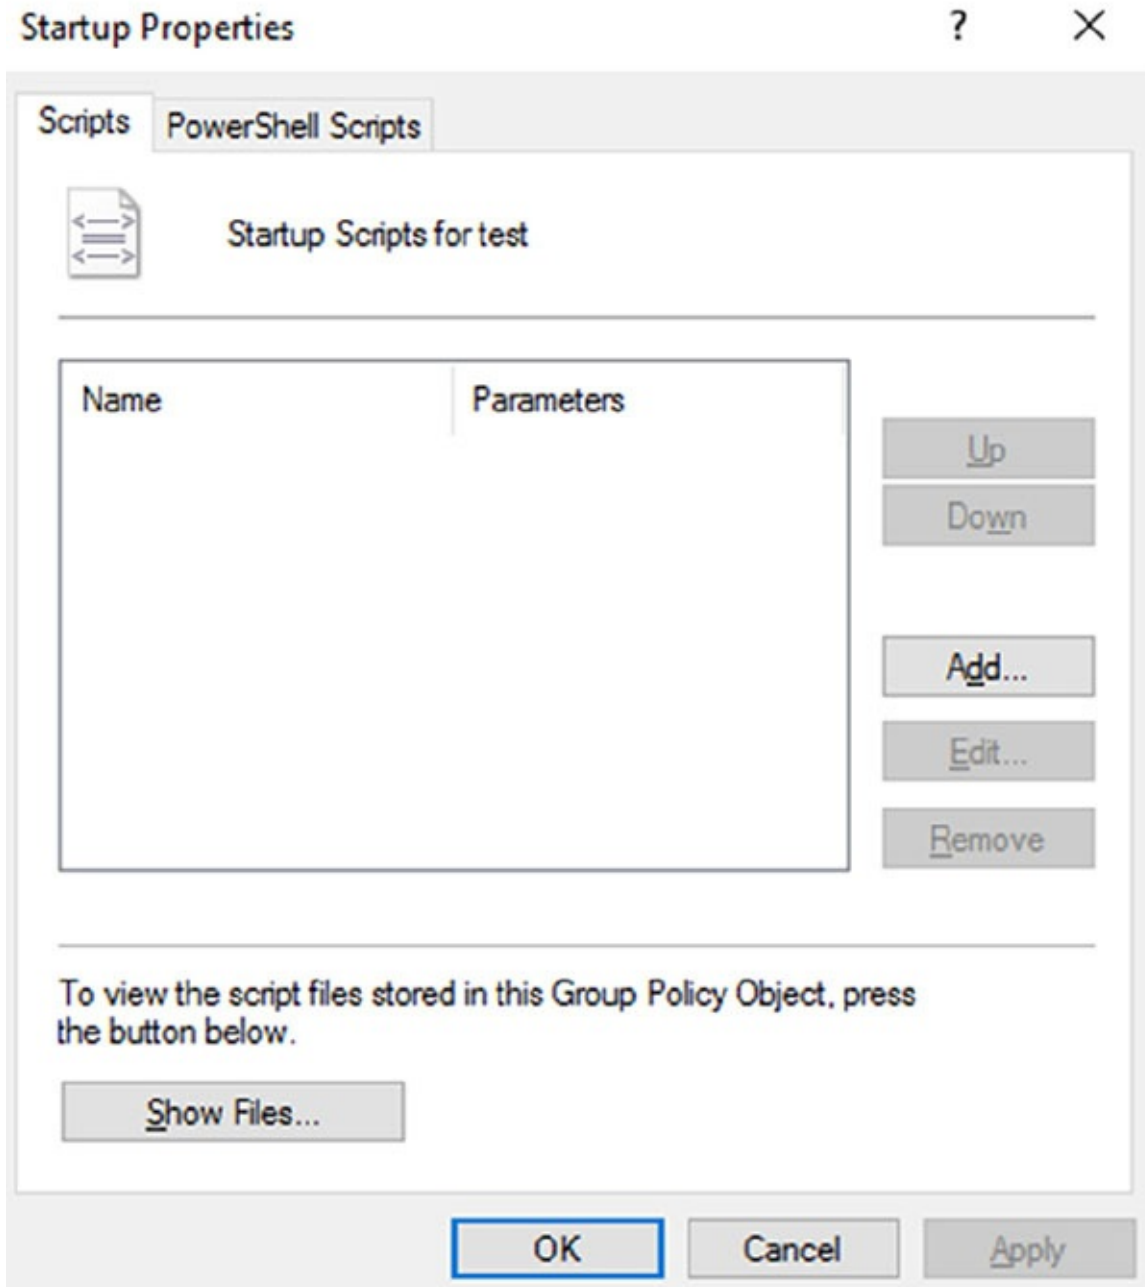 Startup Properties
?
Scripts
PowerShell Scripts
Startup Scripts for test
Name
Parameters
Up
Down
Add...
Edit...
Remove
To view the script files stored in this Group Policy Object, press
the button below.
Show Files...
OK
Cancel
Apply